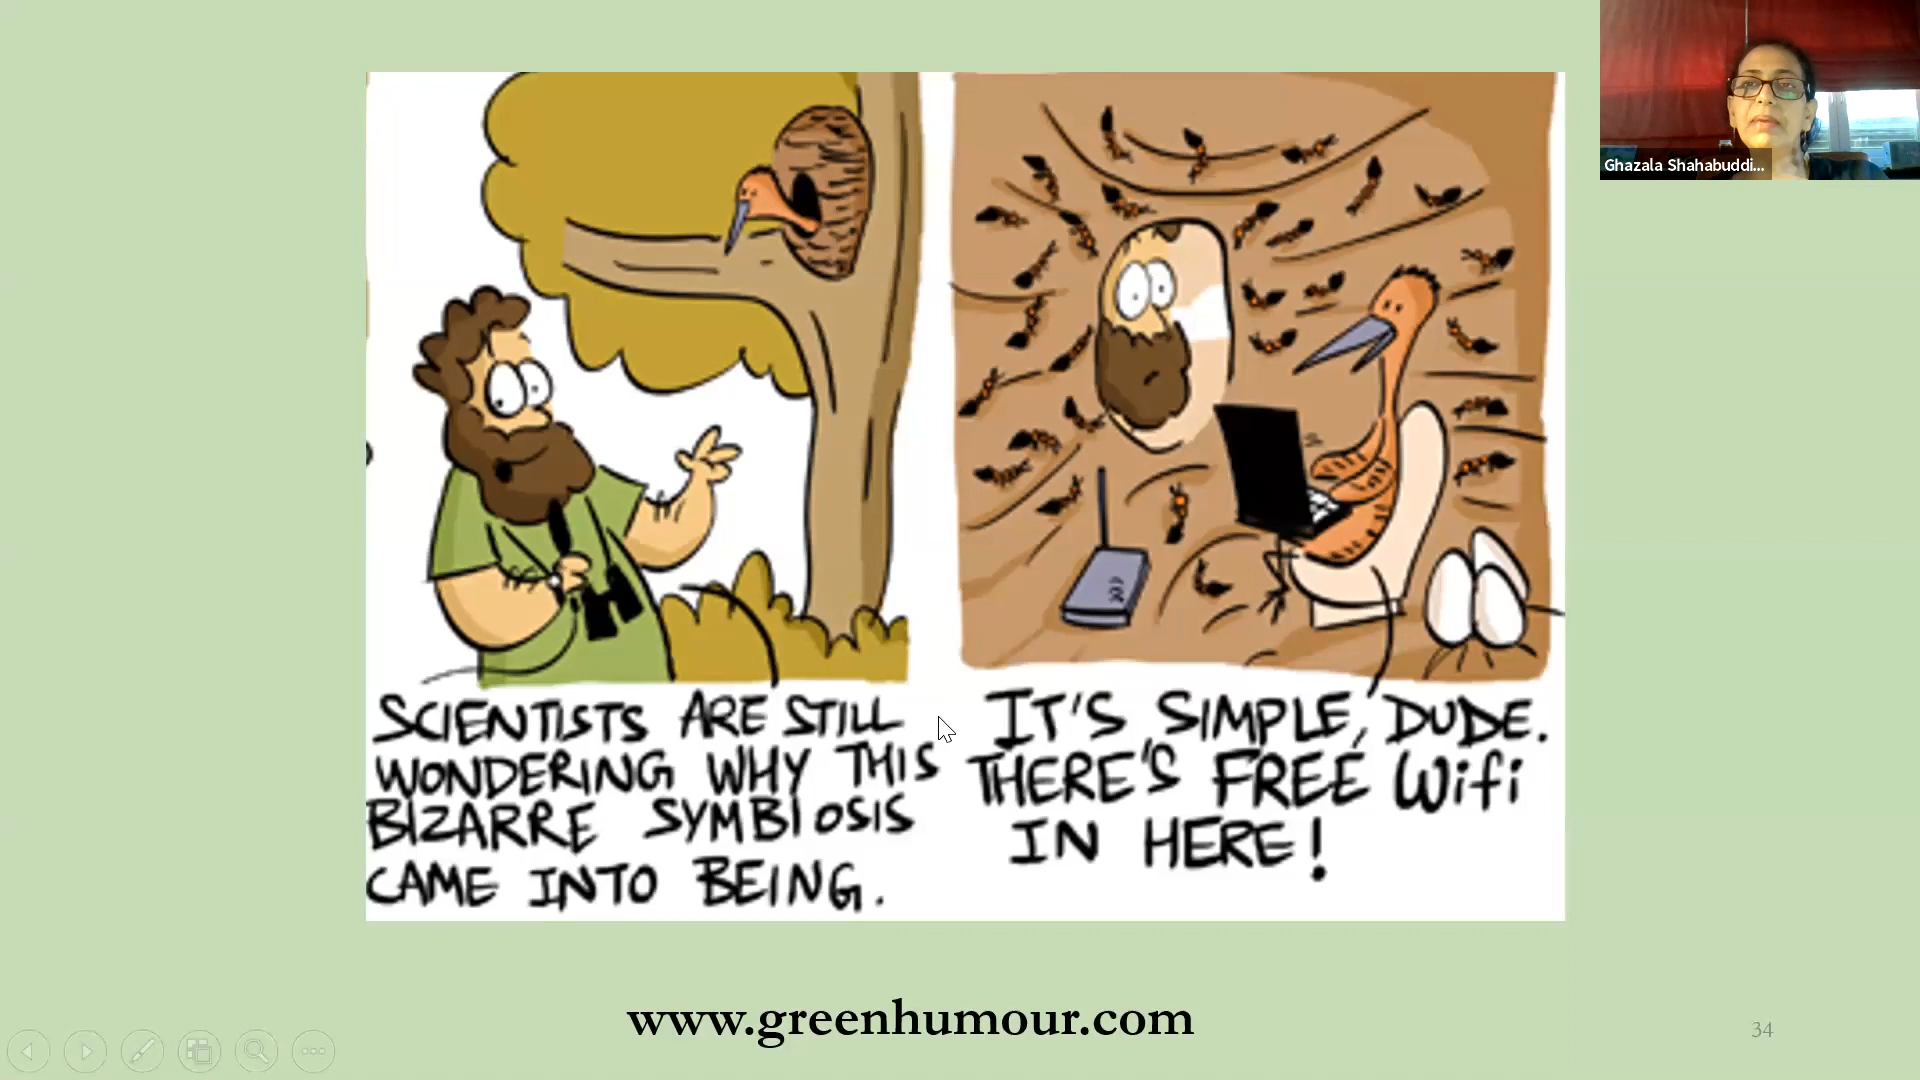 Ghazala Shahabuddi...
SCIENTISTS ARE STILL
WONDERING WHY THIS
BIZARRE SYMBIOSIS
CAME INTO BEING.
IT'S SIMPLE, DUDE.
THERE'S FREE Wifi
IN HERE!
www.greenhumour.com
34